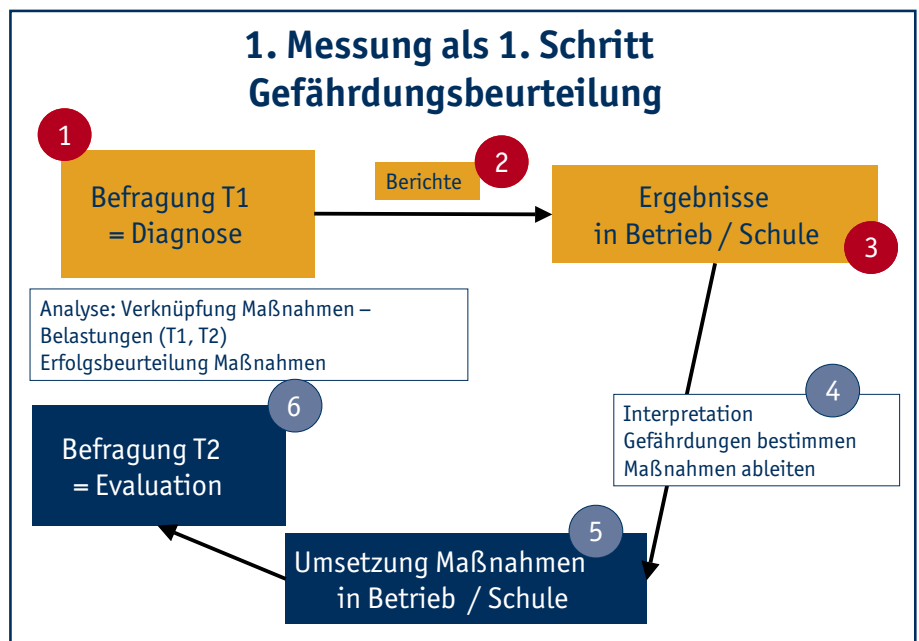 1. Messung als 1. Schritt
Gefährdungsbeurteilung
1
Befragung T1
= Diagnose
2
Berichte
Ergebnisse
in Betrieb / Schule
3
Analyse: Verknüpfung Maßnahmen –
Belastungen (T1, T2)
Erfolgsbeurteilung Maßnahmen
4
Interpretation
Gefährdungen bestimmen
Maßnahmen ableiten
5
Umsetzung Maßnahmen
in Betrieb / Schule
6
Befragung T2
= Evaluation